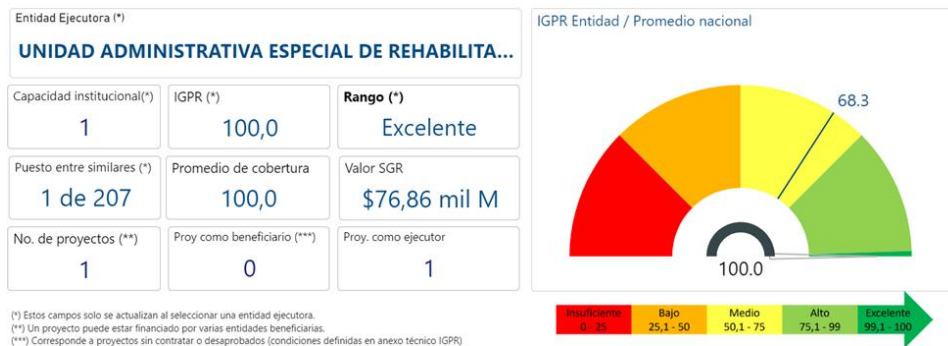 Entidad Ejecutora (*)
UNIDAD ADMINISTRATIVA ESPECIAL DE REHABILITA...
Capacidad institucional(*)
1
IGPR (*)
100,0
Rango (*)
Excelente
Puesto entre similares (*)
1 de 207
Promedio de cobertura
100,0
Valor SGR
$76,86 mil M
No. de proyectos (**)
1
Proy como beneficiario (***)
0
Proy. como ejecutor
1
(*) Estos campos solo se actualizan al seleccionar una entidad ejecutora.
(**) Un proyecto puede estar financiado por varias entidades beneficiarias.
(***) Corresponde a proyectos sin contratar o desaprobados (condiciones definidas en anexo técnico IGPR)
IGPR Entidad / Promedio nacional
68.3
100.0
Insuficiente
0 - 25
Bajo
25,1 - 50
Medio
50,1 - 75
Alto
75,1 - 99
Excelente
99,1 - 100